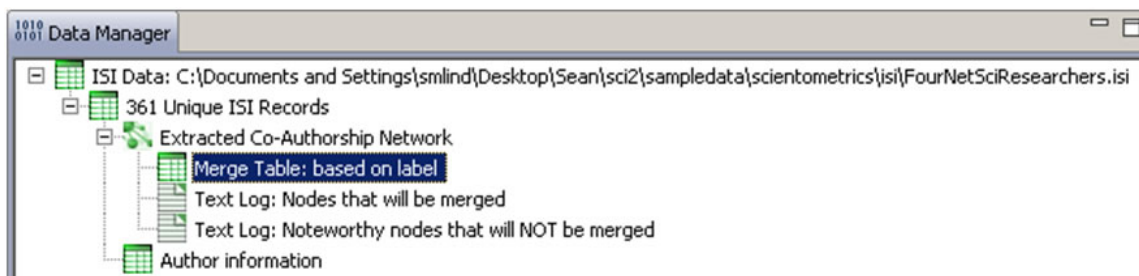 1010 0101 Data Manager
ISI Data: C:\Documents and Settings\smlind\Desktop\Sean\sci2\sampledata\scientometrics\isi\FourNetSciResearchers.isi
361 Unique ISI Records
Extracted Co-Authorship Network
Merge Table: based on label
Text Log: Nodes that will be merged
Text Log: Noteworthy nodes that will NOT be merged
Author information